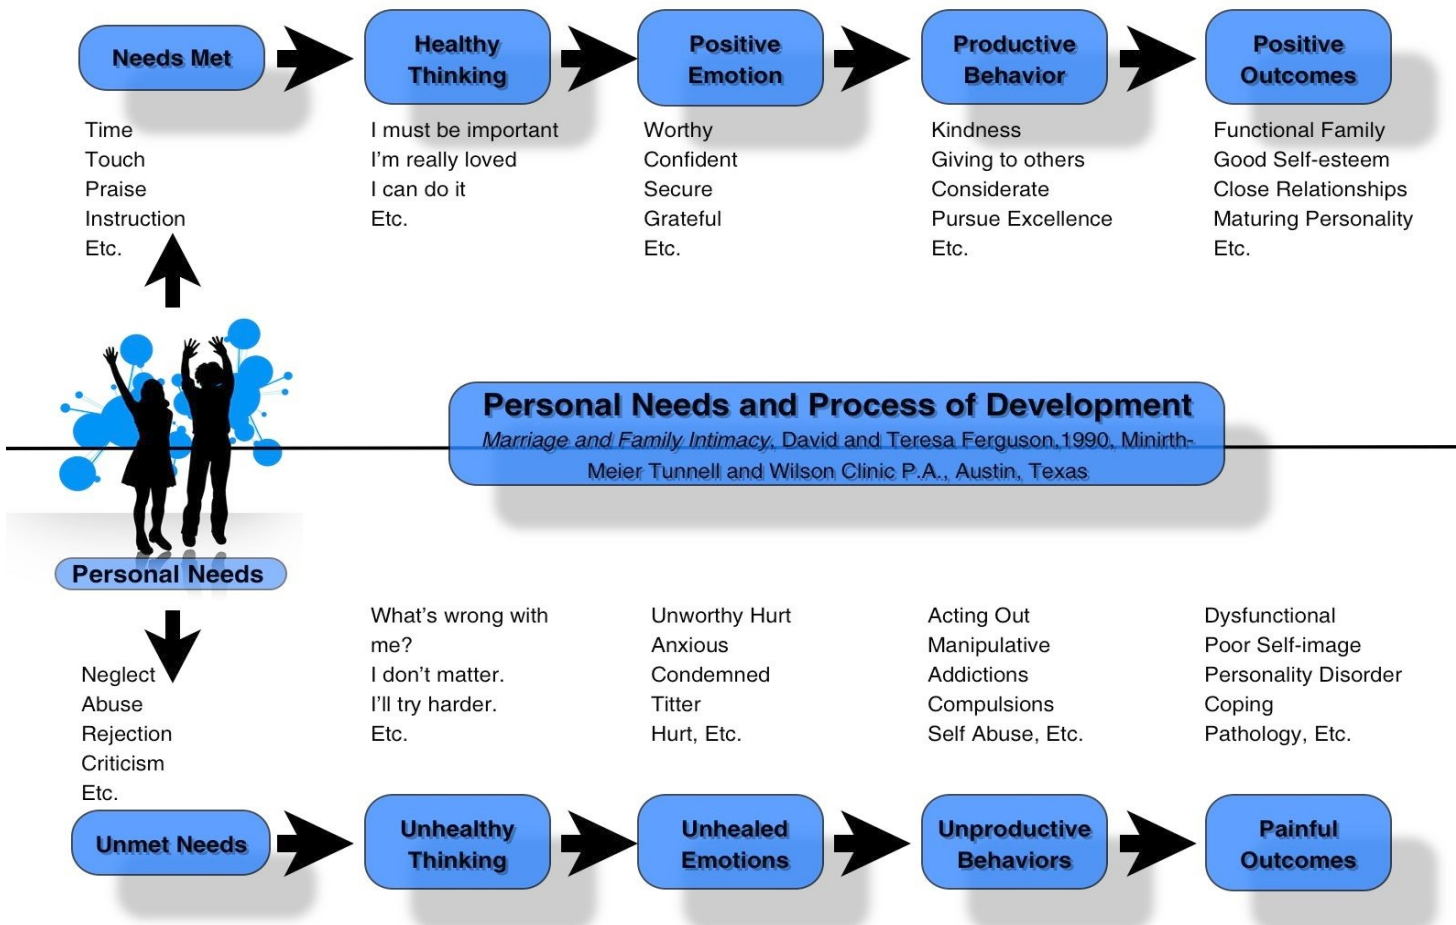 Needs Met
Healthy
Thinking
Positive
Emotion
Productive
Behavior
Positive
Outcomes
Time
Touch
Praise
Instruction
Etc.
I must be important
I'm really loved
I can do it
Etc.
Worthy
Confident
Secure
Grateful
Etc.
Kindness
Giving to others
Considerate
Pursue Excellence
Etc.
Functional Family
Good Self-esteem
Close Relationships
Maturing Personality
Etc.
Personal Needs and Process of Development
Marriage and Family Intimacy, David and Teresa Ferguson,1990, Minirth-
Meier Tunnell and Wilson Clinic P.A., Austin, Texas
Personal Needs
Neglect
Abuse
Rejection
Criticism
Etc.
What's wrong with
me?
I don't matter.
I'll try harder.
Etc.
Unworthy Hurt
Anxious
Condemned
Titter
Hurt, Etc.
Acting Out
Manipulative
Addictions
Compulsions
Self Abuse, Etc.
Dysfunctional
Poor Self-image
Personality Disorder
Coping
Pathology, Etc.
Unmet Needs
Unhealthy
Thinking
Unhealed
Emotions
Unproductive
Behaviors
Painful
Outcomes